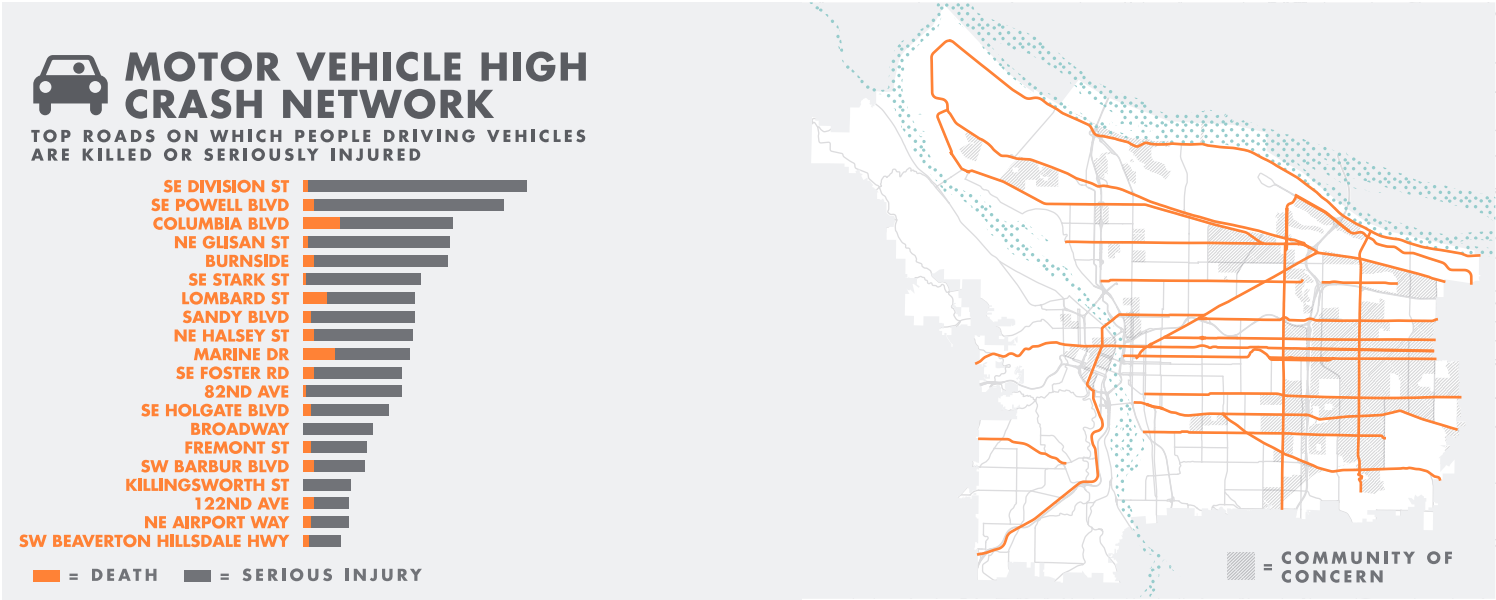 MOTOR VEHICLE HIGH
CRASH NETWORK
TOP ROADS ON WHICH PEOPLE DRIVING VEHICLES
ARE KILLED OR SERIOUSLY INJURED
SE DIVISION ST
SE POWELL BLVD
COLUMBIA BLVD
NE GLISAN ST
BURNSIDE
SE STARK ST
LOMBARD ST
SANDY BLVD
NE HALSEY ST
MARINE DR
SE FOSTER RD
82ND AVE
SE HOLGATE BLVD
BROADWAY
FREMONT ST
SW BARBUR BLVD
KILLINGSWORTH ST
122ND AVE
NE AIRPORT WAY
SW BEAVERTON HILLSDALE HWY
= DEATH = SERIOUS INJURY
= COMMUNITY OF
CONCERN